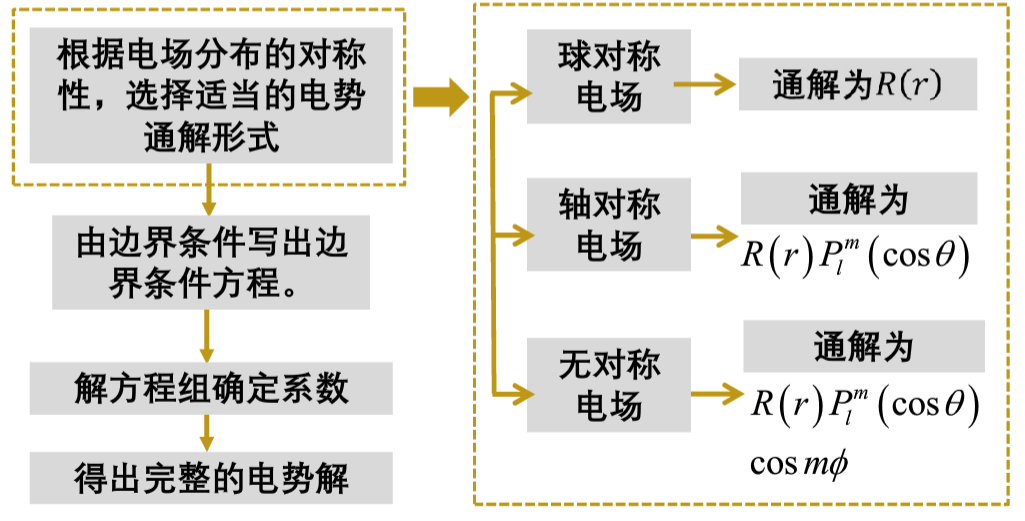 根据电场分布的对称
性，选择适当的电势
通解形式
由边界条件写出边
界条件方程。
解方程组确定系数
得出完整的电势解
球对称
电场
通解为R(r)
轴对称
电场
通解为
R(r)P_l^m(cosθ)
无对称
电场
通解为
R(r)P_l^m(cosθ)
cos mϕ